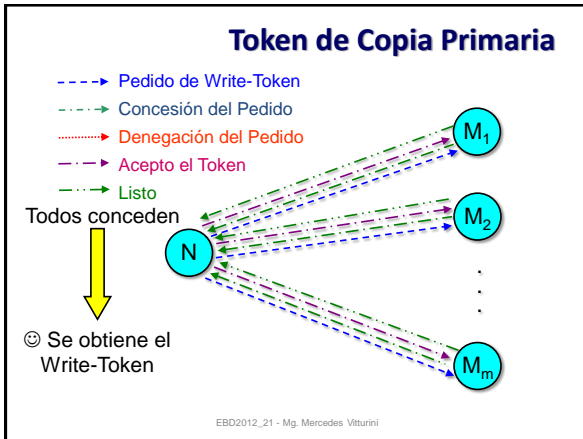 Token de Copia Primaria
Pedido de Write-Token
Concesión del Pedido
Denegación del Pedido
Acepto el Token
Listo
Todos conceden
☺ Se obtiene el
Write-Token
N
M1
M2
.
.
.
Mm
EBD2012_21 - Mg. Mercedes Vitturini